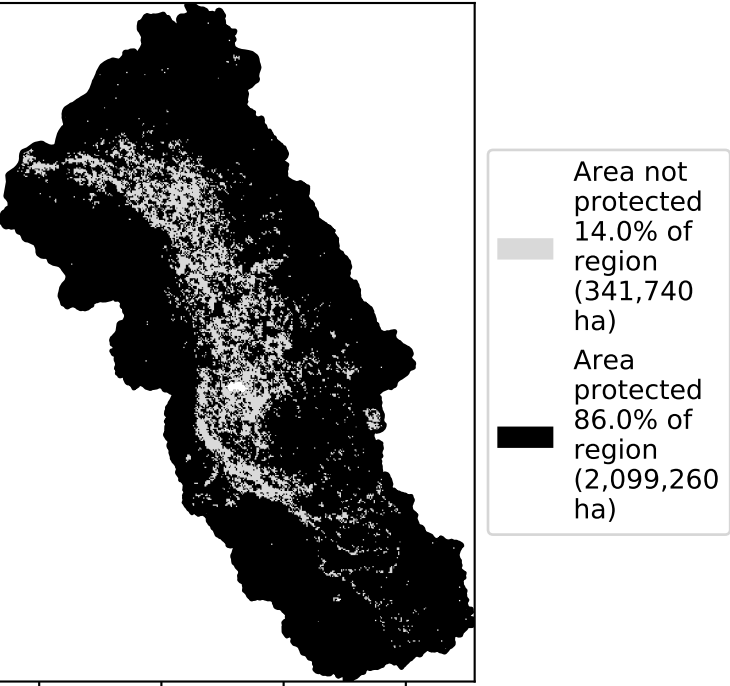 Area not
protected
14.0% of
region
(341,740
ha)
Area
protected
86.0% of
region
(2,099,260
ha)